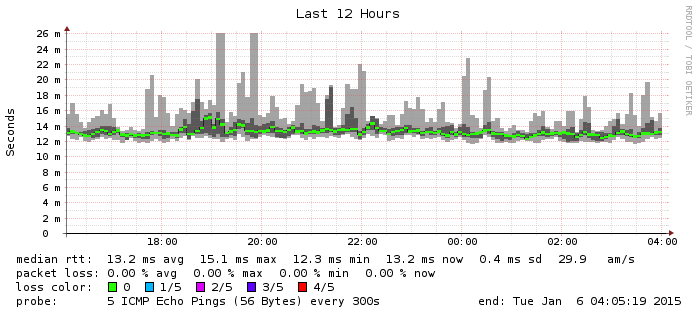 Last 12 Hours
RRDTOOL / TOBI OETIKER
Seconds
26 m
24 m
22 m
20 m
18 m
16 m
14 m
12 m
10 m
8 m
6 m
4 m
2 m
0
18:00 20:00 22:00 00:00 02:00 04:00
median rtt: 13.2 ms avg 15.1 ms max 12.3 ms min 13.2 ms now 0.4 ms sd 29.9 am/s
packet loss: 0.00 % avg 0.00 % max 0.00 % min 0.00 % now
loss color: 0 1/5 2/5 3/5 4/5
probe: 5 ICMP Echo Pings (56 Bytes) every 300s end: Tue Jan 6 04:05:19 2015